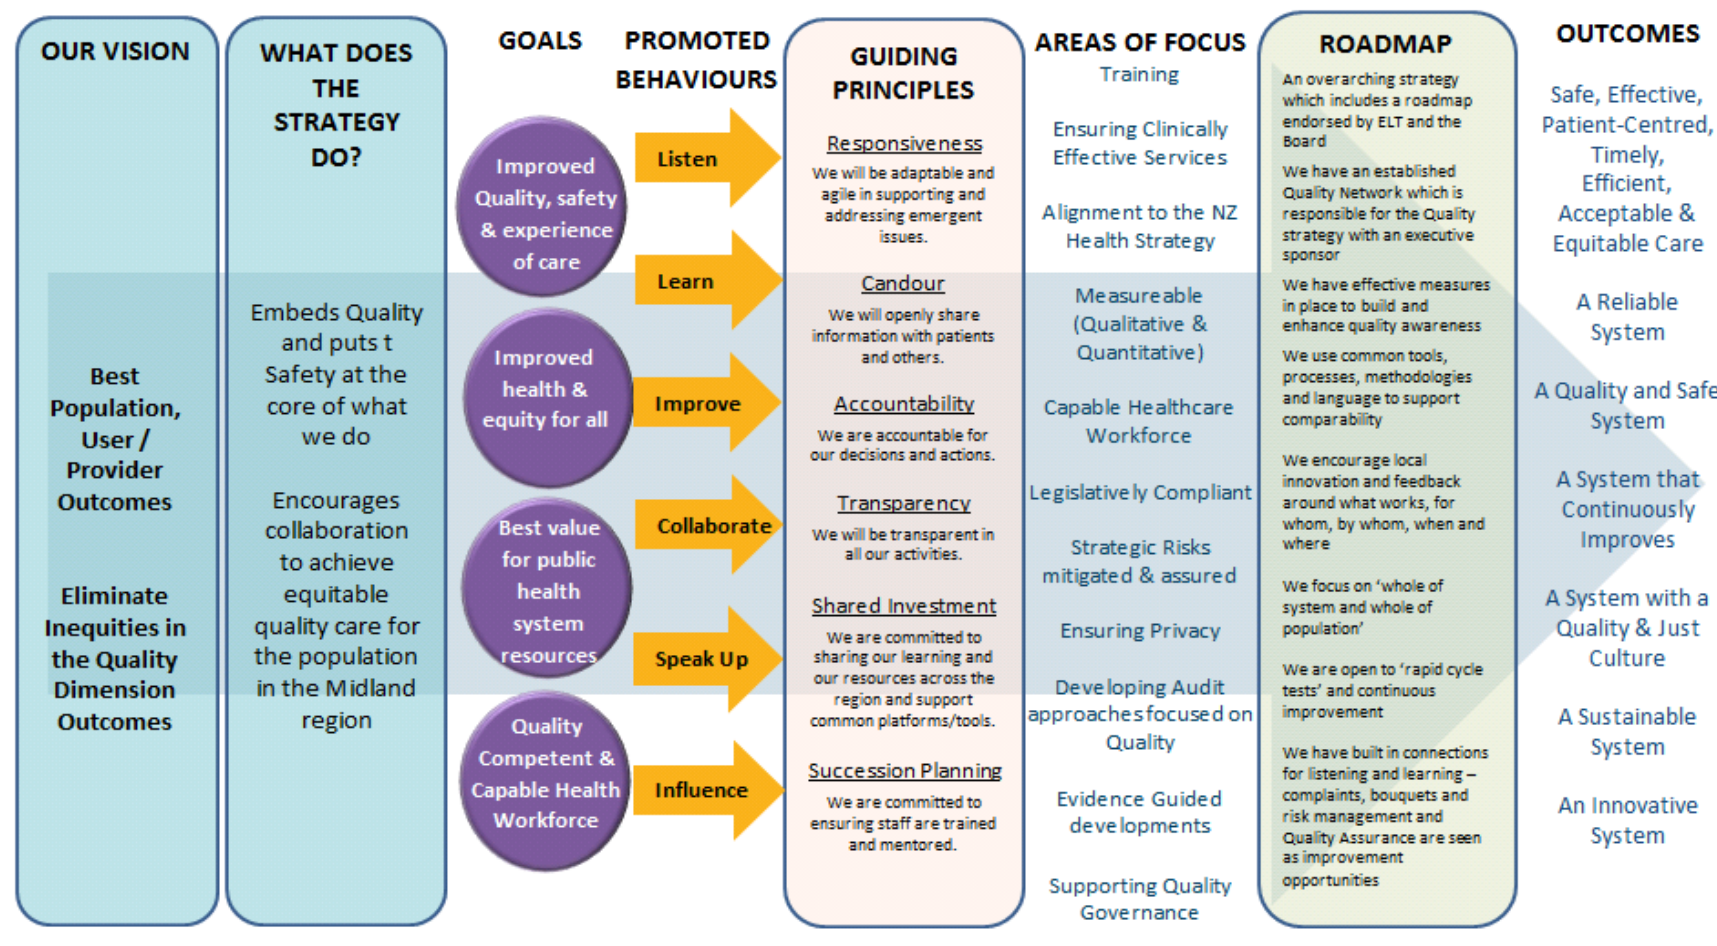 OUR VISION
Best
Population,
User /
Provider
Outcomes
Eliminate
Inequities in
the Quality
Dimension
Outcomes
WHAT DOES
THE
STRATEGY
DO?
Embeds Quality
and puts t
Safety at the
core of what
we do
Encourages
collaboration
to achieve
equitable
quality care for
the population
in the Midland
region
GOALS
Improved
Quality, safety
& experience
of care
Improved
health &
equity for all
Best value
for public
health
system
resources
Quality
Competent &
Capable Health
Workforce
PROMOTED
BEHAVIOURS
Listen
Learn
Improve
Collaborate
Speak Up
Influence
GUIDING
PRINCIPLES
Responsiveness
We will be adaptable and
agile in supporting and
addressing emergent
issues.
Candour
We will openly share
information with patients
and others.
Accountability
We are accountable for
our decisions and actions.
Transparency
We will be transparent in
all our activities.
Shared Investment
We are committed to
sharing our learning and
our resources across the
region and support
common platforms/tools.
Succession Planning
We are committed to
ensuring staff are trained
and mentored.
AREAS OF FOCUS
Training
Ensuring Clinically
Effective Services
Alignment to the NZ
Health Strategy
Measureable
(Qualitative &
Quantitative)
Capable Healthcare
Workforce
Legislatively Compliant
Strategic Risks
mitigated & assured
Ensuring Privacy
Developing Audit
approaches focused on
Quality
Evidence Guided
developments
Supporting Quality
Governance
ROADMAP
An overarching strategy
which includes a roadmap
endorsed by ELT and the
Board
We have an established
Quality Network which is
responsible for the Quality
strategy with an executive
sponsor
We have effective measures
in place to build and
enhance quality awareness
We use common tools,
processes, methodologies
and language to support
comparability
We encourage local
innovation and feedback
around what works, for
whom, by whom, when and
where
We focus on ‘whole of
system and whole of
population’
We are open to ‘rapid cycle
tests’ and continuous
improvement
We have built in connections
for listening and learning –
complaints, bouquets and
risk management and
Quality Assurance are seen
as improvement
opportunities
OUTCOMES
Safe, Effective,
Patient-Centred,
Timely,
Efficient,
Acceptable &
Equitable Care
A Reliable
System
A Quality and Safe
System
A System that
Continuously
Improves
A System with a
Quality & Just
Culture
A Sustainable
System
An Innovative
System